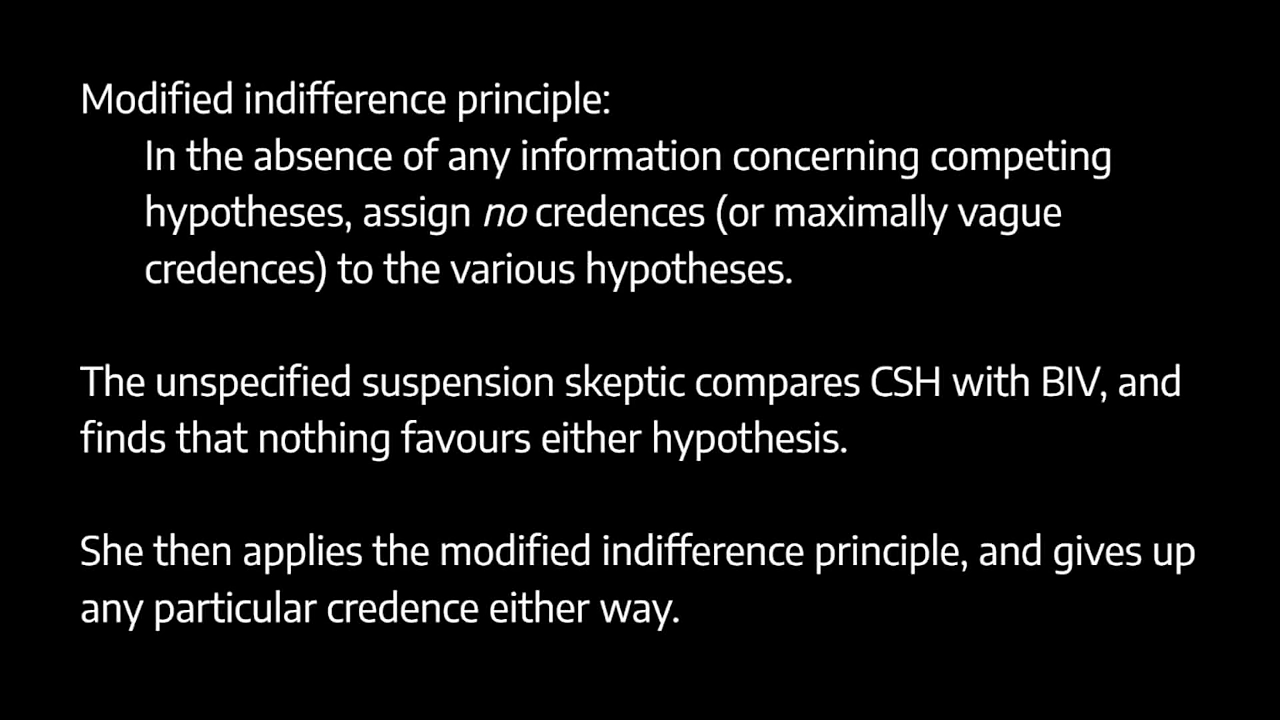 Modified indifference principle:
In the absence of any information concerning competing
hypotheses, assign no credences (or maximally vague
credences) to the various hypotheses.
The unspecified suspension skeptic compares CSH with BIV, and
finds that nothing favours either hypothesis.
She then applies the modified indifference principle, and gives up
any particular credence either way.